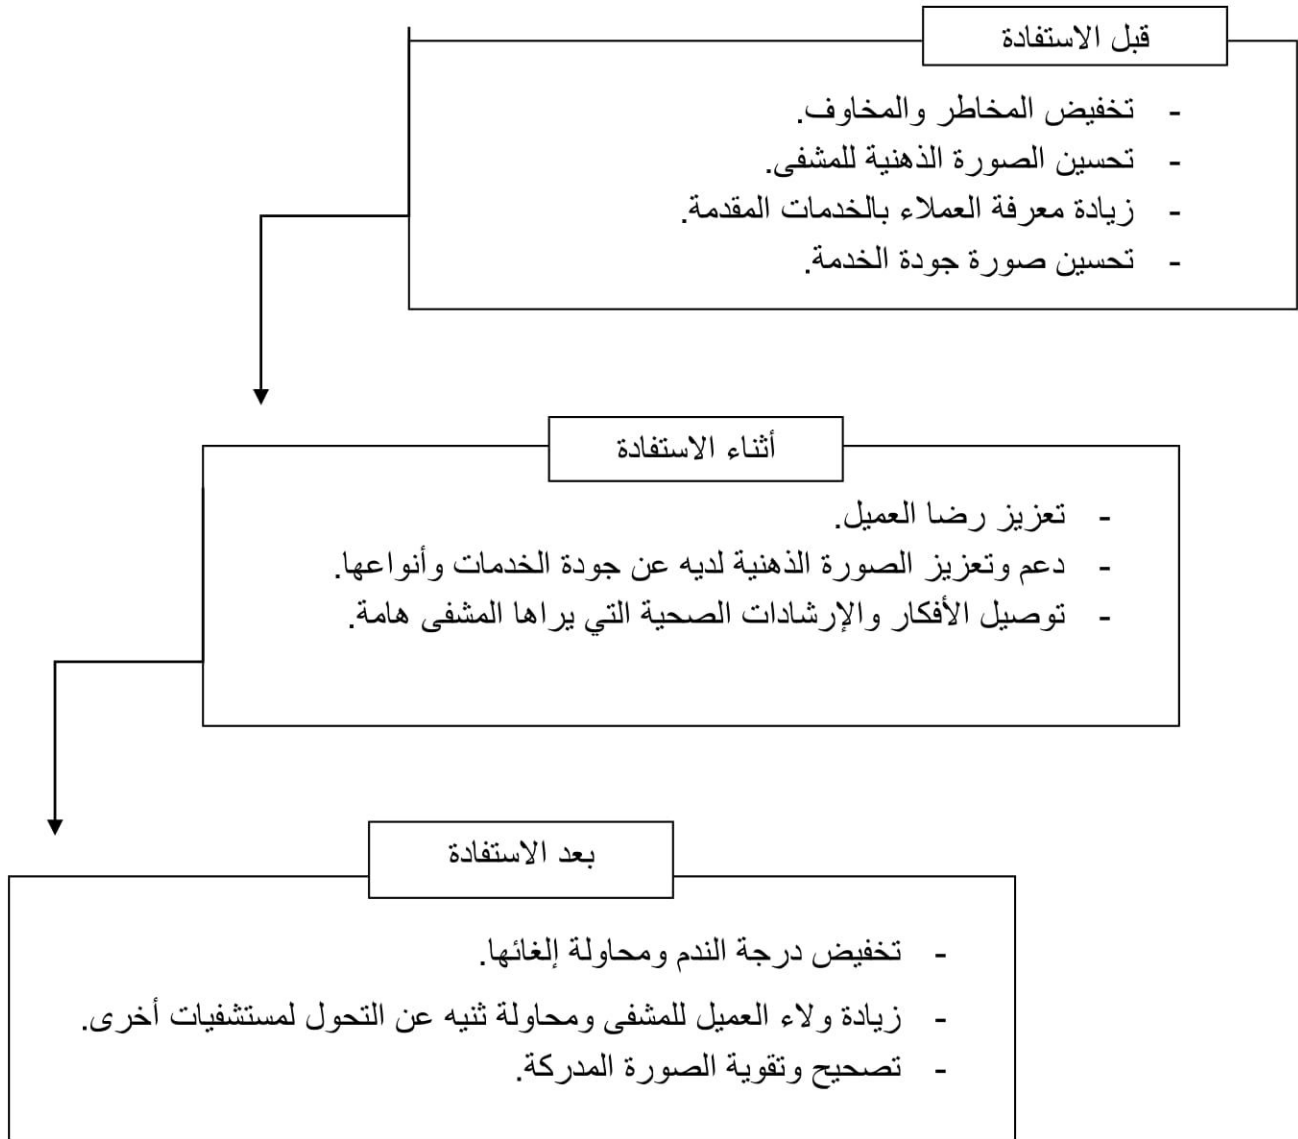 قبل الاستفادة
- تخفيض المخاطر والمخاوف.
- تحسين الصورة الذهنية للمشفى.
- زيادة معرفة العملاء بالخدمات المقدمة.
- تحسين صورة جودة الخدمة.
أثناء الاستفادة
- تعزيز رضا العميل.
- دعم وتعزيز الصورة الذهنية لديه عن جودة الخدمات وأنواعها.
- توصيل الأفكار والإرشادات الصحية التي يراها المشفى هامة.
بعد الاستفادة
- تخفيض درجة الندم ومحاولة إلغائها.
- زيادة ولاء العميل للمشفى ومحاولة ثنيه عن التحول لمستشفيات أخرى.
- تصحيح وتقوية الصورة المدركة.